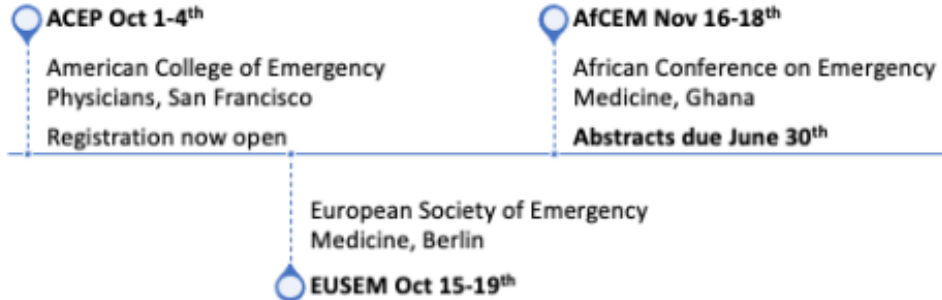 ACEP Oct 1-4th
American College of Emergency
Physicians, San Francisco
Registration now open
AfCEM Nov 16-18th
African Conference on Emergency
Medicine, Ghana
Abstracts due June 30th
European Society of Emergency
Medicine, Berlin
EUSEM Oct 15-19th